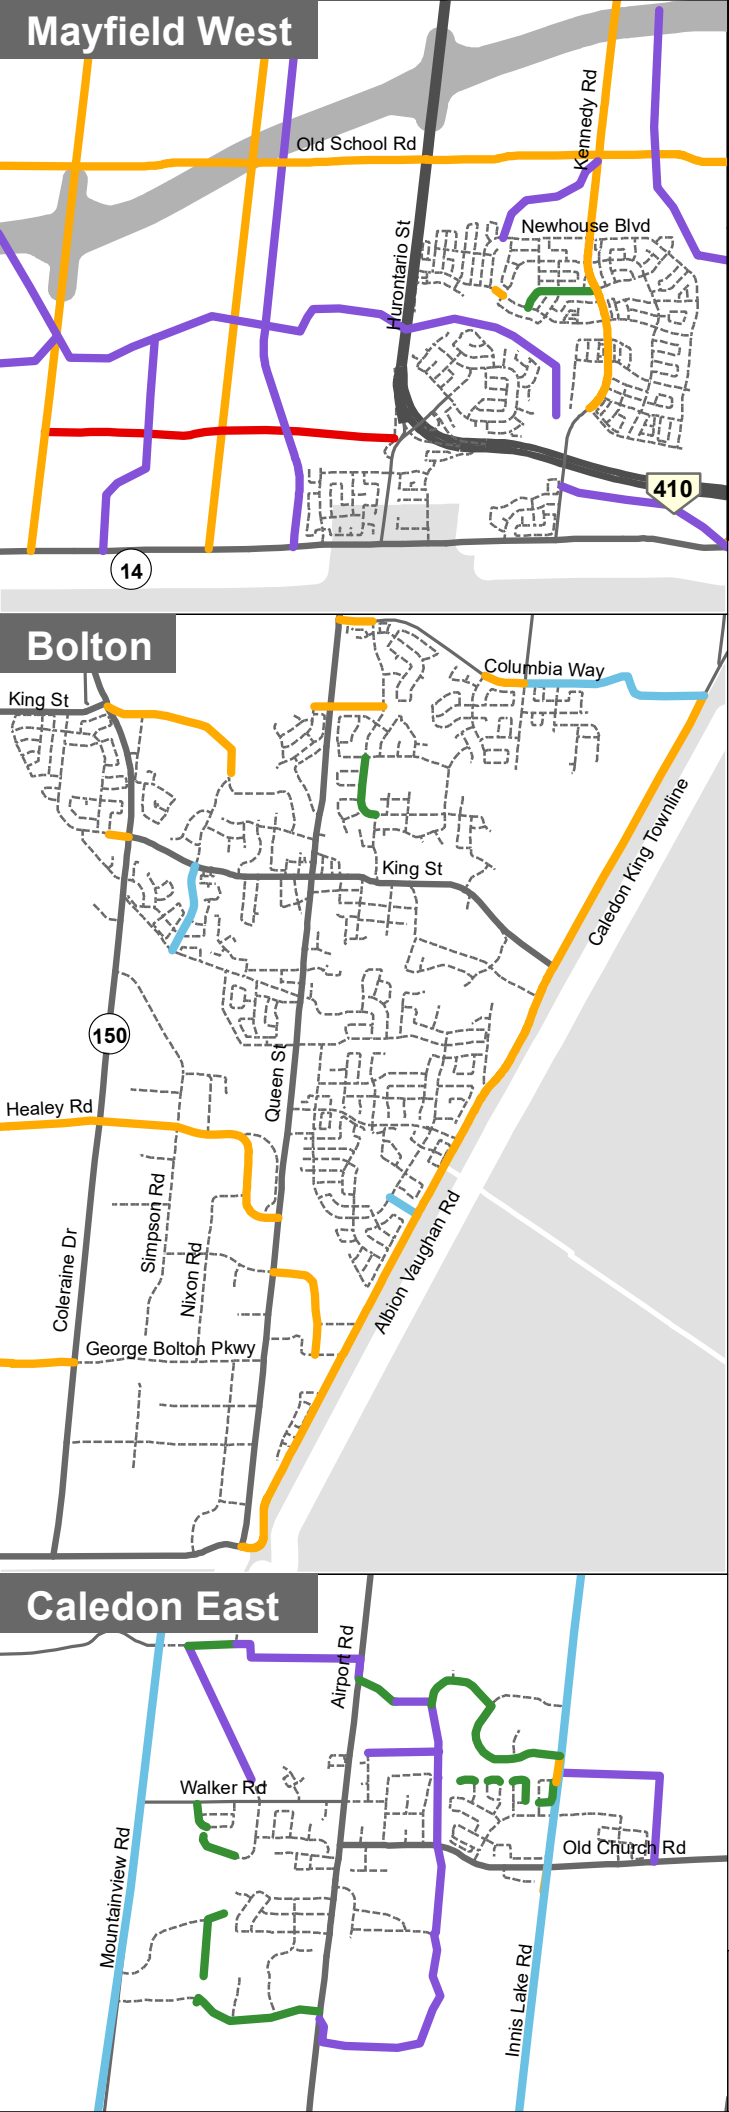 Mayfield West
Old School Rd
Kennedy Rd
Newhouse Blvd
Hurontario St
410
14
Bolton
Columbia Way
King St
Caledon King Townline
King St
150
Queen St
Healey Rd
Simpson Rd
Nixon Rd
Coleraine Dr
Albion Vaughan Rd
George Bolton Pkwy
Caledon East
Airport Rd
Walker Rd
Old Church Rd
Mountainview Rd
Innis Lake Rd